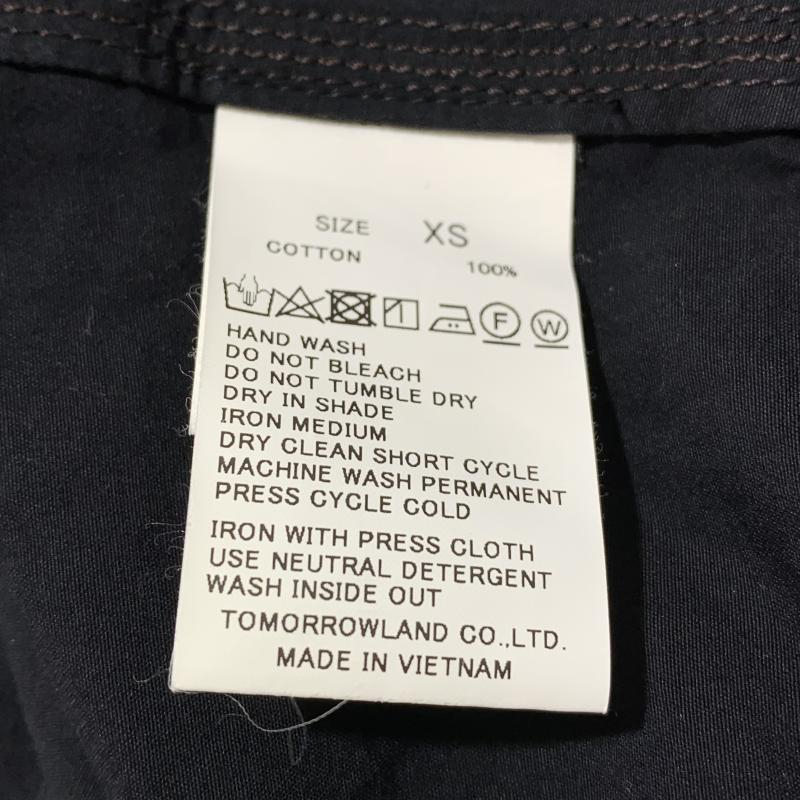 SIZE XS
COTTON 100%
F W
HAND WASH
DO NOT BLEACH
DO NOT TUMBLE DRY
DRY IN SHADE
IRON MEDIUM
DRY CLEAN SHORT CYCLE
MACHINE WASH PERMANENT
PRESS CYCLE COLD
IRON WITH PRESS CLOTH
USE NEUTRAL DETERGENT
WASH INSIDE OUT
TOMORROWLAND CO.,LTD.
MADE IN VIETNAM